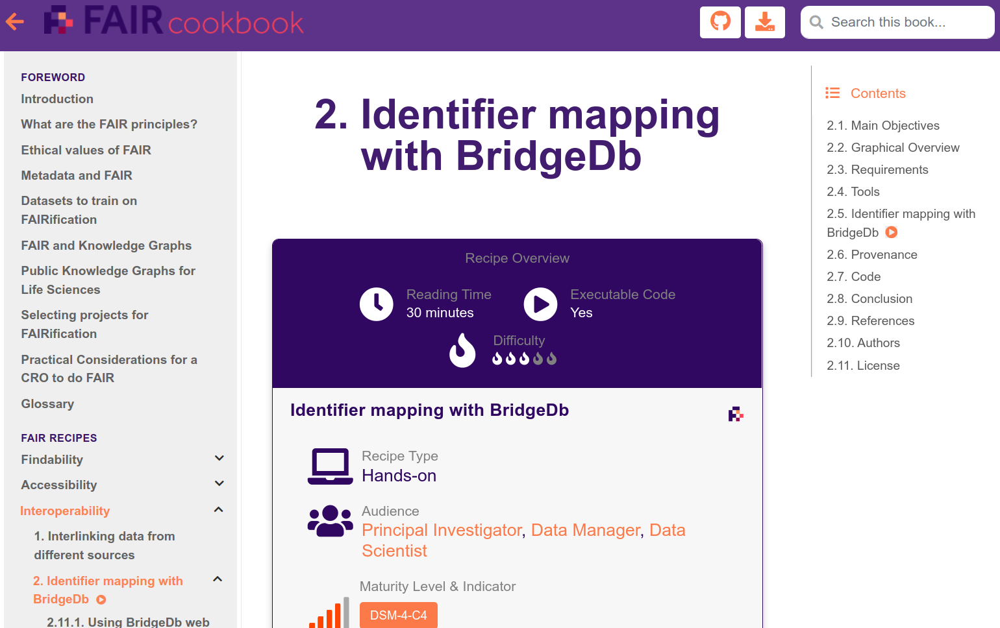 FAIR cookbook
Search this book...
FOREWORD
Introduction
What are the FAIR principles?
Ethical values of FAIR
Metadata and FAIR
Datasets to train on
FAIRification
FAIR and Knowledge Graphs
Public Knowledge Graphs for
Life Sciences
Selecting projects for
FAIRification
Practical Considerations for a
CRO to do FAIR
Glossary
FAIR RECIPES
Findability
Accessibility
Interoperability
1. Interlinking data from
different sources
2. Identifier mapping with
BridgeDb
2.11.1. Using BridgeDb web
2. Identifier mapping
with BridgeDb
Recipe Overview
Reading Time
30 minutes
Executable Code
Yes
Difficulty
Identifier mapping with BridgeDb
Recipe Type
Hands-on
Audience
Principal Investigator, Data Manager, Data
Scientist
Maturity Level & Indicator
DSM-4-C4
Contents
2.1. Main Objectives
2.2. Graphical Overview
2.3. Requirements
2.4. Tools
2.5. Identifier mapping with
BridgeDb
2.6. Provenance
2.7. Code
2.8. Conclusion
2.9. References
2.10. Authors
2.11. License